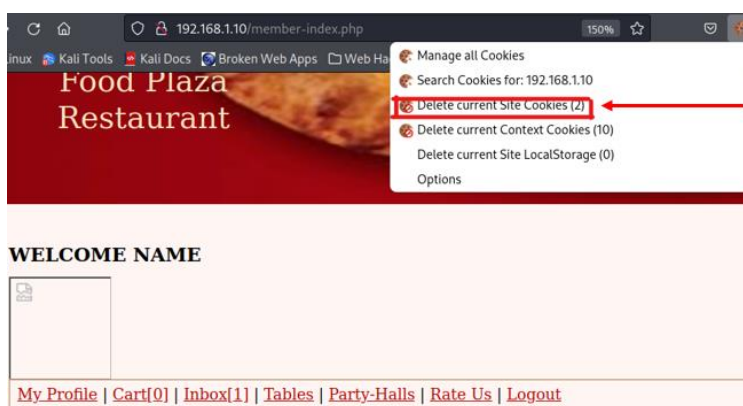 192.168.1.10/member-index.php 150%
Linux Kali Tools Kali Docs Broken Web Apps Web Ha
Manage all Cookies
Search Cookies for: 192.168.1.10
Delete current Site Cookies (2)
Delete current Context Cookies (10)
Delete current Site LocalStorage (0)
Options
Food Plaza
Restaurant
WELCOME NAME
My Profile | Cart[0] | Inbox[1] | Tables | Party-Halls | Rate Us | Logout